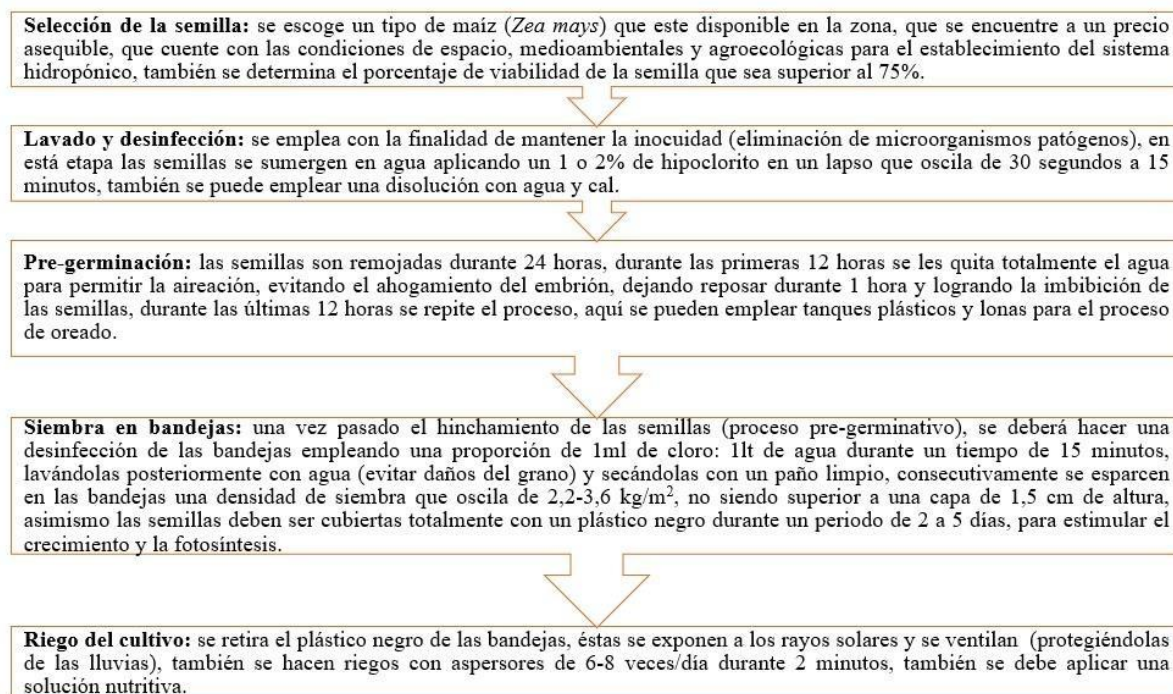 Selección de la semilla: se escoge un tipo de maíz (Zea mays) que este disponible en la zona, que se encuentre a un precio
asequible, que cuente con las condiciones de espacio, medioambientales y agroecológicas para el establecimiento del sistema
hidropónico, también se determina el porcentaje de viabilidad de la semilla que sea superior al 75%.
Lavado y desinfección: se emplea con la finalidad de mantener la inocuidad (eliminación de microorganismos patógenos), en
está etapa las semillas se sumergen en agua aplicando un 1 o 2% de hipoclorito en un lapso que oscila de 30 segundos a 15
minutos, también se puede emplear una disolución con agua y cal.
Pre-germinación: las semillas son remojadas durante 24 horas, durante las primeras 12 horas se les quita totalmente el agua
para permitir la aireación, evitando el ahogamiento del embrión, dejando reposar durante 1 hora y logrando la imbibición de
las semillas, durante las últimas 12 horas se repite el proceso, aquí se pueden emplear tanques plásticos y lonas para el proceso
de oreado.
Siembra en bandejas: una vez pasado el hinchamiento de las semillas (proceso pre-germinativo), se deberá hacer una
desinfección de las bandejas empleando una proporción de 1ml de cloro: 1lt de agua durante un tiempo de 15 minutos,
lavándolas posteriormente con agua (evitar daños del grano) y secándolas con un paño limpio, consecutivamente se esparcen
en las bandejas una densidad de siembra que oscila de 2,2-3,6 kg/m², no siendo superior a una capa de 1,5 cm de altura,
asimismo las semillas deben ser cubiertas totalmente con un plástico negro durante un periodo de 2 a 5 días, para estimular el
crecimiento y la fotosíntesis.
Riego del cultivo: se retira el plástico negro de las bandejas, éstas se exponen a los rayos solares y se ventilan (protegiéndolas
de las lluvias), también se hacen riegos con aspersores de 6-8 veces/día durante 2 minutos, también se debe aplicar una
solución nutritiva.